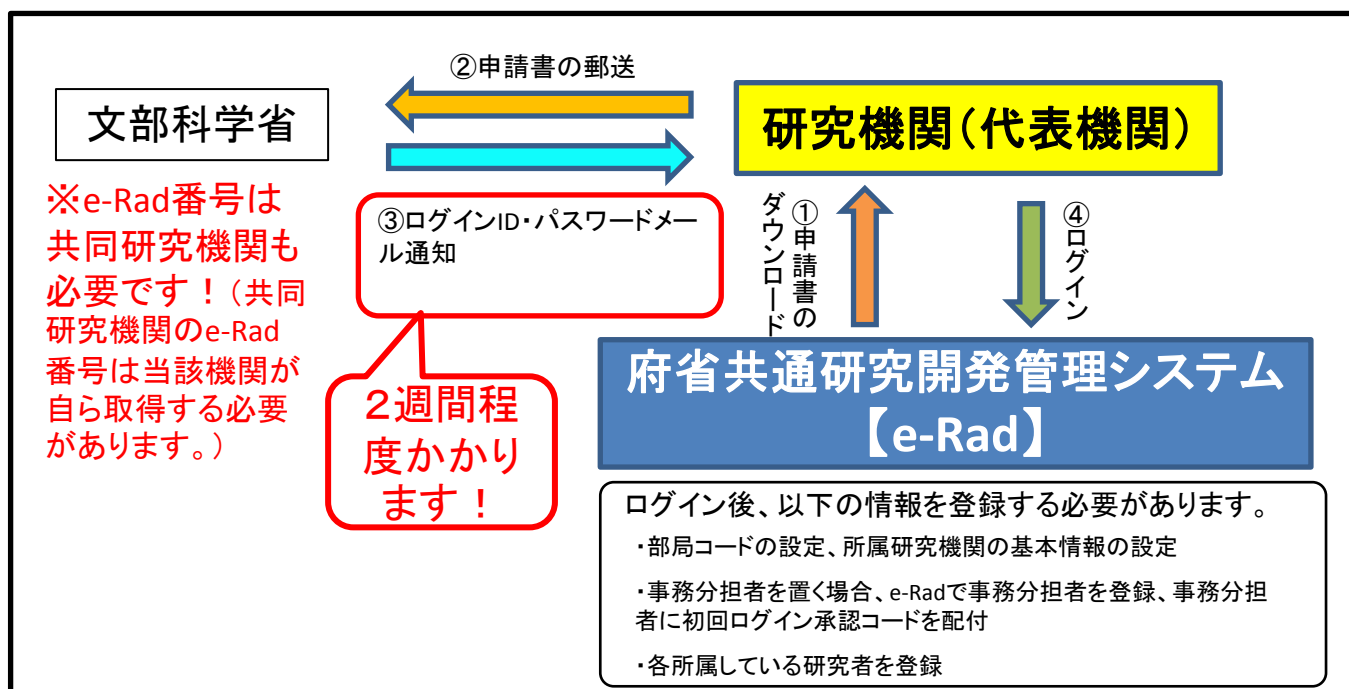 ②申請書の郵送
文部科学省
研究機関（代表機関）
※e-Rad番号は
共同研究機関も
必要です！（共同
研究機関のe-Rad
番号は当該機関が
自ら取得する必要
があります。）
③ログインID・パスワードメー
ル通知
２週間程
度かかり
ます！
①申請書の
ダウンロード
④ログイン
府省共通研究開発管理システム
【e-Rad】
ログイン後、以下の情報を登録する必要があります。
・部局コードの設定、所属研究機関の基本情報の設定
・事務分担者を置く場合、e-Radで事務分担者を登録、事務分担
者に初回ログイン承認コードを配付
・各所属している研究者を登録